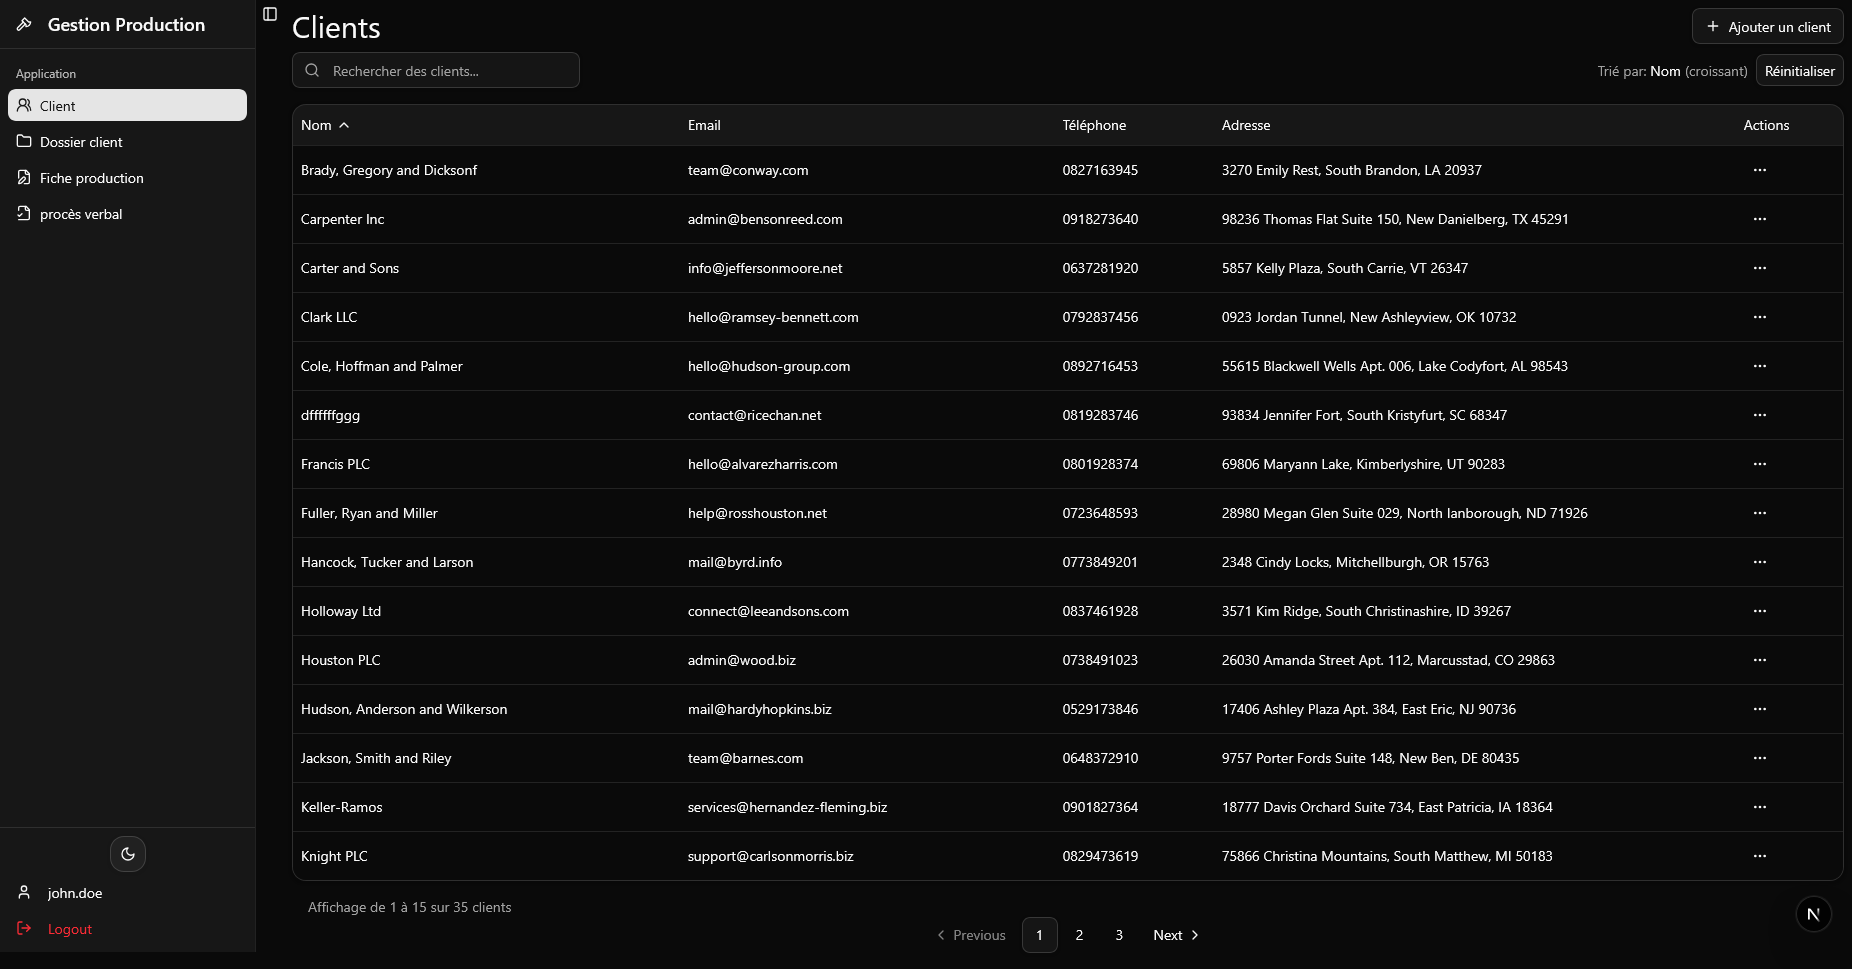 Gestion Production
Application
Client
Dossier client
Fiche production
procès verbal
john.doe
Logout
Clients
Ajouter un client
Rechercher des clients...
Trié par: Nom (croissant) Réinitialiser
Nom Email Téléphone Adresse Actions
Brady, Gregory and Dicksonf team@conway.com 0827163945 3270 Emily Rest, South Brandon, LA 20937
Carpenter Inc admin@bensonreed.com 0918273640 98236 Thomas Flat Suite 150, New Danielberg, TX 45291
Carter and Sons info@jeffersonmoore.net 0637281920 5857 Kelly Plaza, South Carrie, VT 26347
Clark LLC hello@ramsey-bennett.com 0792837456 0923 Jordan Tunnel, New Ashleyview, OK 10732
Cole, Hoffman and Palmer hello@hudson-group.com 0892716453 55615 Blackwell Wells Apt. 006, Lake Codyfort, AL 98543
dffffffggg contact@ricechan.net 0819283746 93834 Jennifer Fort, South Kristyfurt, SC 68347
Francis PLC hello@alvarezharris.com 0801928374 69806 Maryann Lake, Kimberlyshire, UT 90283
Fuller, Ryan and Miller help@rosshouston.net 0723648593 28980 Megan Glen Suite 029, North Ianborough, ND 71926
Hancock, Tucker and Larson mail@byrd.info 0773849201 2348 Cindy Locks, Mitchellburgh, OR 15763
Holloway Ltd connect@leeandsons.com 0837461928 3571 Kim Ridge, South Christinashire, ID 39267
Houston PLC admin@wood.biz 0738491023 26030 Amanda Street Apt. 112, Marcusstad, CO 29863
Hudson, Anderson and Wilkerson mail@hardyhopkins.biz 0529173846 17406 Ashley Plaza Apt. 384, East Eric, NJ 90736
Jackson, Smith and Riley team@barnes.com 0648372910 9757 Porter Fords Suite 148, New Ben, DE 80435
Keller-Ramos services@hernandez-fleming.biz 0901827364 18777 Davis Orchard Suite 734, East Patricia, IA 18364
Knight PLC support@carlsonmorris.biz 0829473619 75866 Christina Mountains, South Matthew, MI 50183
Affichage de 1 à 15 sur 35 clients
Previous 1 2 3 Next
N